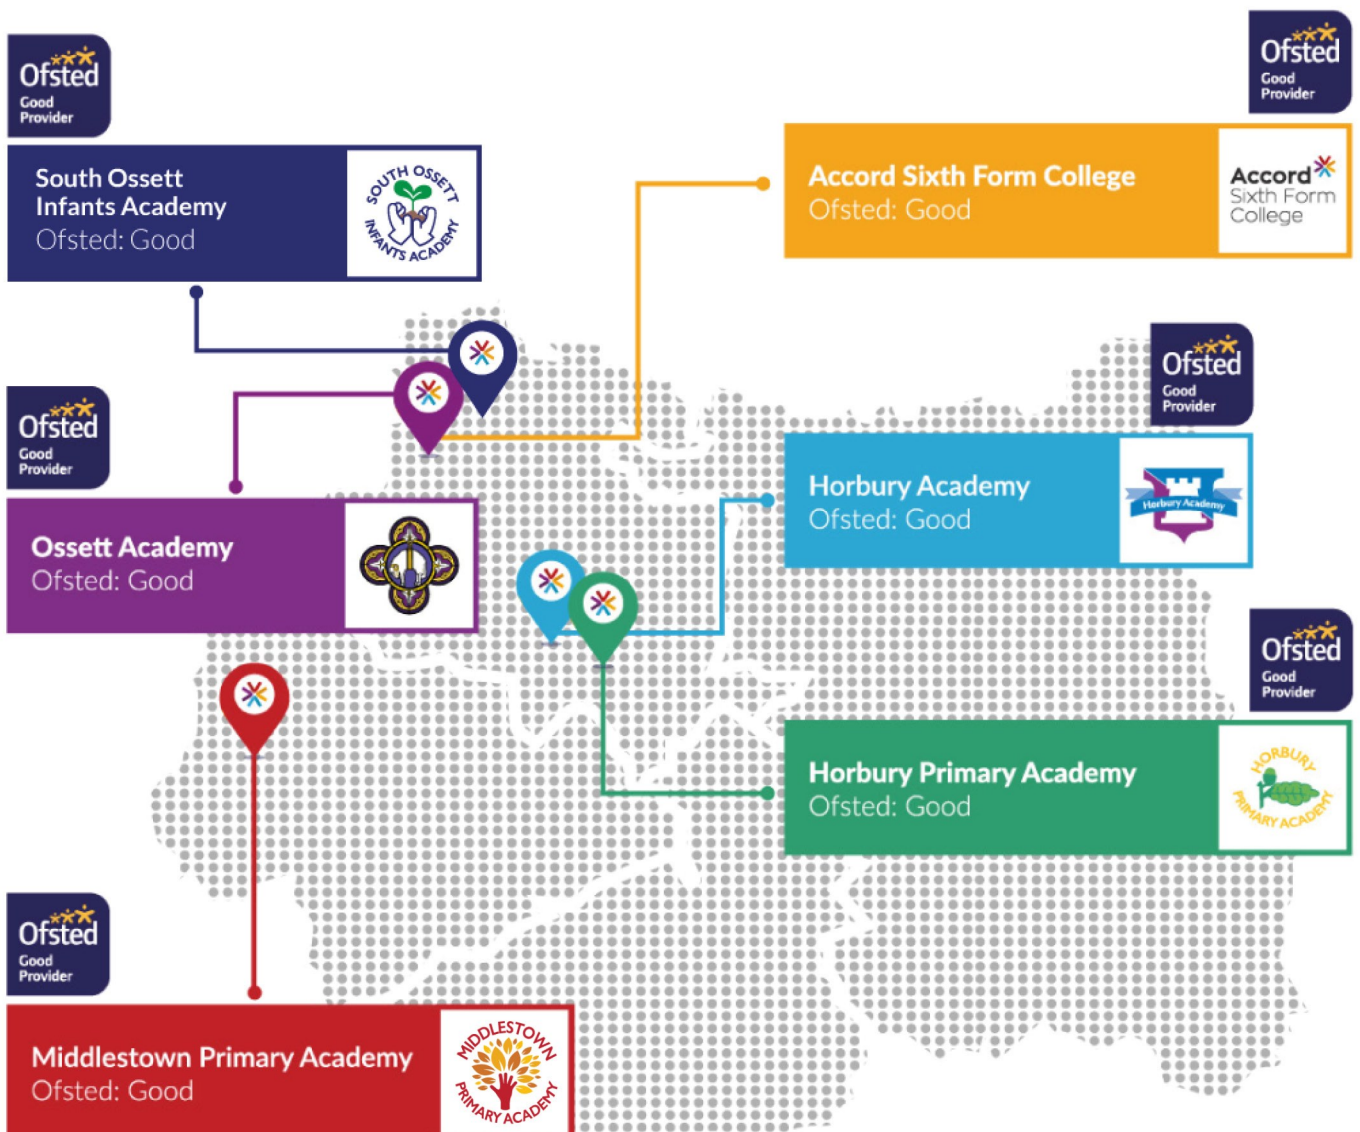 Ofsted
Good
Provider
South Ossett
Infants Academy
Ofsted: Good
SOUTH OSSETT
INFANTS ACADEMY
Ofsted
Good
Provider
Accord Sixth Form College
Ofsted: Good
Accord
Sixth Form
College
Ofsted
Good
Provider
Ossett Academy
Ofsted: Good
Ofsted
Good
Provider
Horbury Academy
Ofsted: Good
Horbury Academy
Ofsted
Good
Provider
Horbury Primary Academy
Ofsted: Good
HORBURY
PRIMARY ACADEMY
Ofsted
Good
Provider
Middlestown Primary Academy
Ofsted: Good
MIDDLESTOWN
PRIMARY ACADEMY